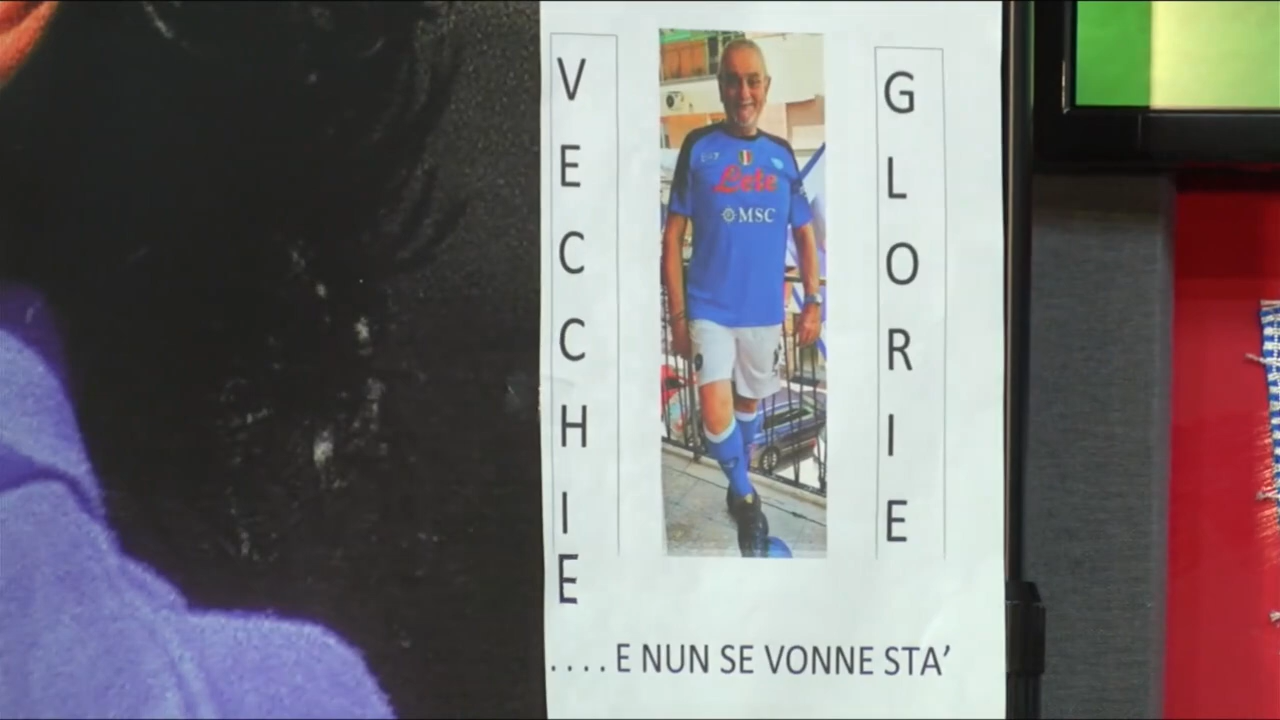 VECCHIE
GLORIE
Lete
MSC
....E NUN SE VONNE STA’